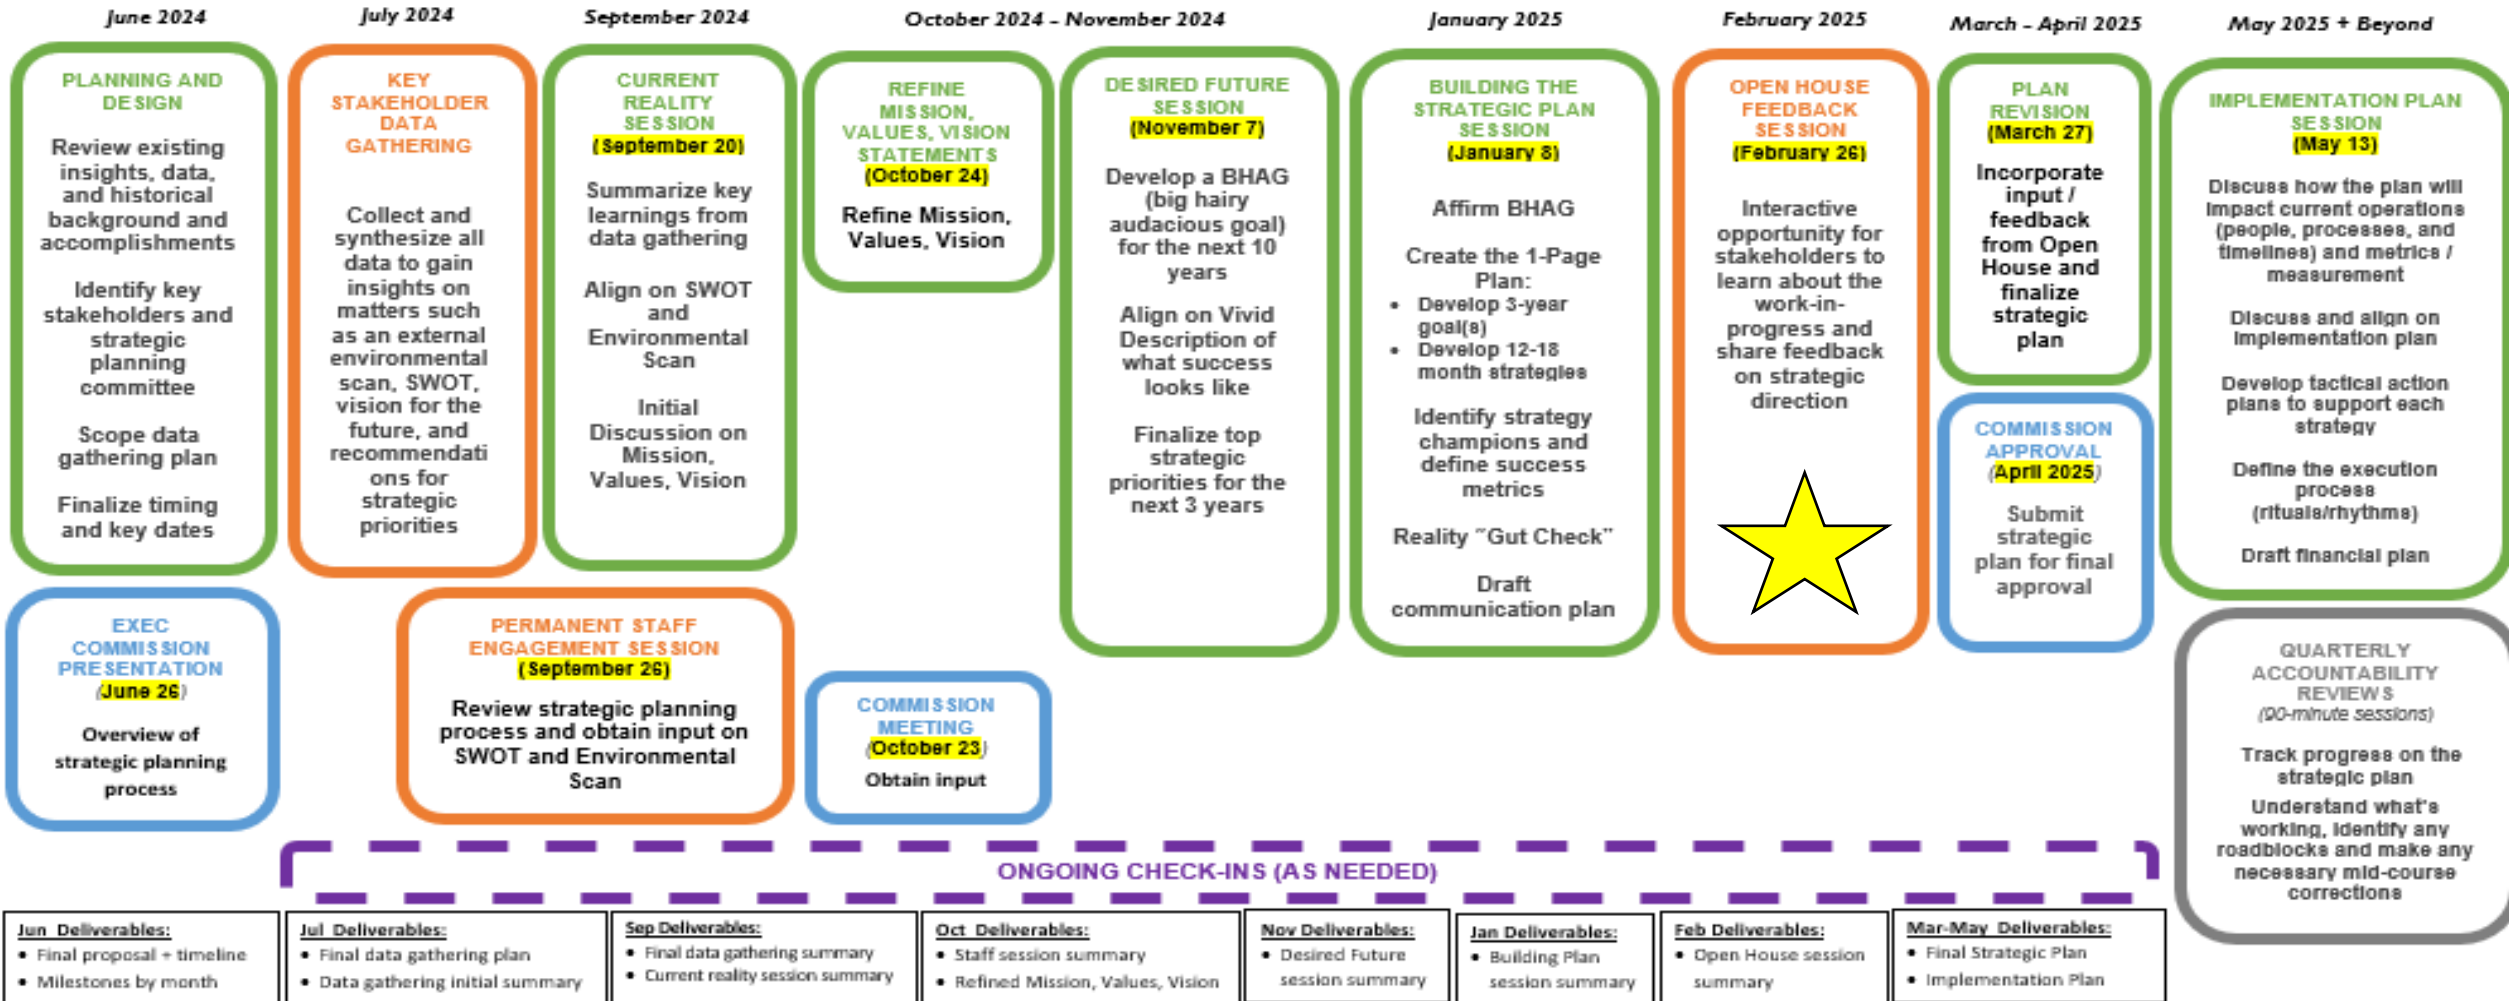 June 2024
July 2024
September 2024
October 2024 – November 2024
January 2025
February 2025
March – April 2025
May 2025 + Beyond
PLANNING AND
DESIGN
Review existing
insights, data,
and historical
background and
accomplishments
Identify key
stakeholders and
strategic
planning
committee
Scope data
gathering plan
Finalize timing
and key dates
KEY
STAKEHOLDER
DATA
GATHERING
Collect and
synthesize all
data to gain
insights on
matters such
as an external
environmental
scan, SWOT,
vision for the
future, and
recommendati
ons for
strategic
priorities
CURRENT
REALITY
SESSION
(September 20)
Summarize key
learnings from
data gathering
Align on SWOT
and
Environmental
Scan
Initial
Discussion on
Mission,
Values, Vision
REFINE
MISSION,
VALUES, VISION
STATEMENTS
(October 24)
Refine Mission,
Values, Vision
DESIRED FUTURE
SESSION
(November 7)
Develop a BHAG
(big hairy
audacious goal)
for the next 10
years
Align on Vivid
Description of
what success
looks like
Finalize top
strategic
priorities for the
next 3 years
BUILDING THE
STRATEGIC PLAN
SESSION
(January 8)
Affirm BHAG
Create the 1-Page
Plan:
• Develop 3-year
goal(s)
• Develop 12-18
month strategies
Identify strategy
champions and
define success
metrics
Reality "Gut Check"
Draft
communication plan
OPEN HOUSE
FEEDBACK
SESSION
(February 26)
Interactive
opportunity for
stakeholders to
learn about the
work-in-
progress and
share feedback
on strategic
direction
PLAN
REVISION
(March 27)
Incorporate
input /
feedback
from Open
House and
finalize
strategic
plan
COMMISSION
APPROVAL
(April 2025)
Submit
strategic
plan for final
approval
IMPLEMENTATION PLAN
SESSION
(May 13)
Discuss how the plan will
impact current operations
(people, processes, and
timelines) and metrics /
measurement
Discuss and align on
implementation plan
Develop tactical action
plans to support each
strategy
Define the execution
process
(rituals/rhythms)
Draft financial plan
EXEC
COMMISSION
PRESENTATION
(June 26)
Overview of
strategic planning
process
PERMANENT STAFF
ENGAGEMENT SESSION
(September 26)
Review strategic planning
process and obtain input on
SWOT and Environmental
Scan
COMMISSION
MEETING
(October 23)
Obtain input
QUARTERLY
ACCOUNTABILITY
REVIEWS
(90-minute sessions)
Track progress on the
strategic plan
Understand what's
working, identify any
roadblocks and make any
necessary mid-course
corrections
ONGOING CHECK-INS (AS NEEDED)
Jun Deliverables:
• Final proposal + timeline
• Milestones by month
Jul Deliverables:
• Final data gathering plan
• Data gathering initial summary
Sep Deliverables:
• Final data gathering summary
• Current reality session summary
Oct Deliverables:
• Staff session summary
• Refined Mission, Values, Vision
Nov Deliverables:
• Desired Future
session summary
Jan Deliverables:
• Building Plan
session summary
Feb Deliverables:
• Open House session
summary
Mar-May Deliverables:
• Final Strategic Plan
• Implementation Plan